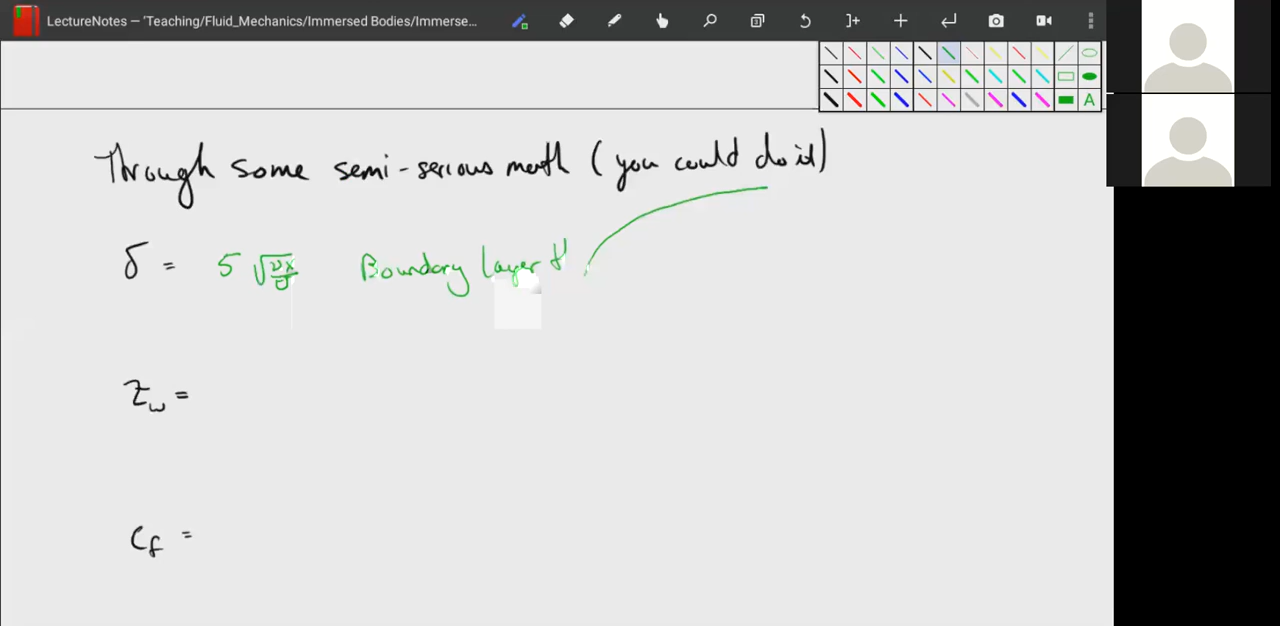 LectureNotes — 'Teaching/Fluid_Mechanics/Immersed Bodies/Immerse...
A
Through some semi-serious math (you could do it)
δ = 5 √(νx/U) Boundary layer
τw =
Cf =